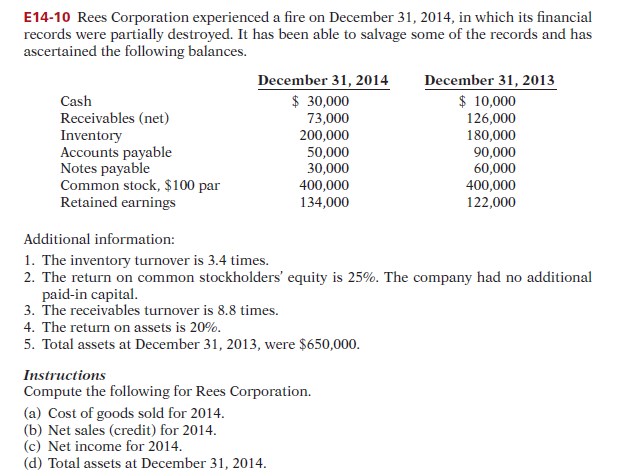 E14-10 Rees Corporation experienced a fire on December 31, 2014, in which its financial
records were partially destroyed. It has been able to salvage some of the records and has
ascertained the following balances.
December 31, 2014 December 31, 2013
Cash $ 30,000 $ 10,000
Receivables (net) 73,000 126,000
Inventory 200,000 180,000
Accounts payable 50,000 90,000
Notes payable 30,000 60,000
Common stock, $100 par 400,000 400,000
Retained earnings 134,000 122,000
Additional information:
1. The inventory turnover is 3.4 times.
2. The return on common stockholders' equity is 25%. The company had no additional
paid-in capital.
3. The receivables turnover is 8.8 times.
4. The return on assets is 20%.
5. Total assets at December 31, 2013, were $650,000.
Instructions
Compute the following for Rees Corporation.
(a) Cost of goods sold for 2014.
(b) Net sales (credit) for 2014.
(c) Net income for 2014.
(d) Total assets at December 31, 2014.